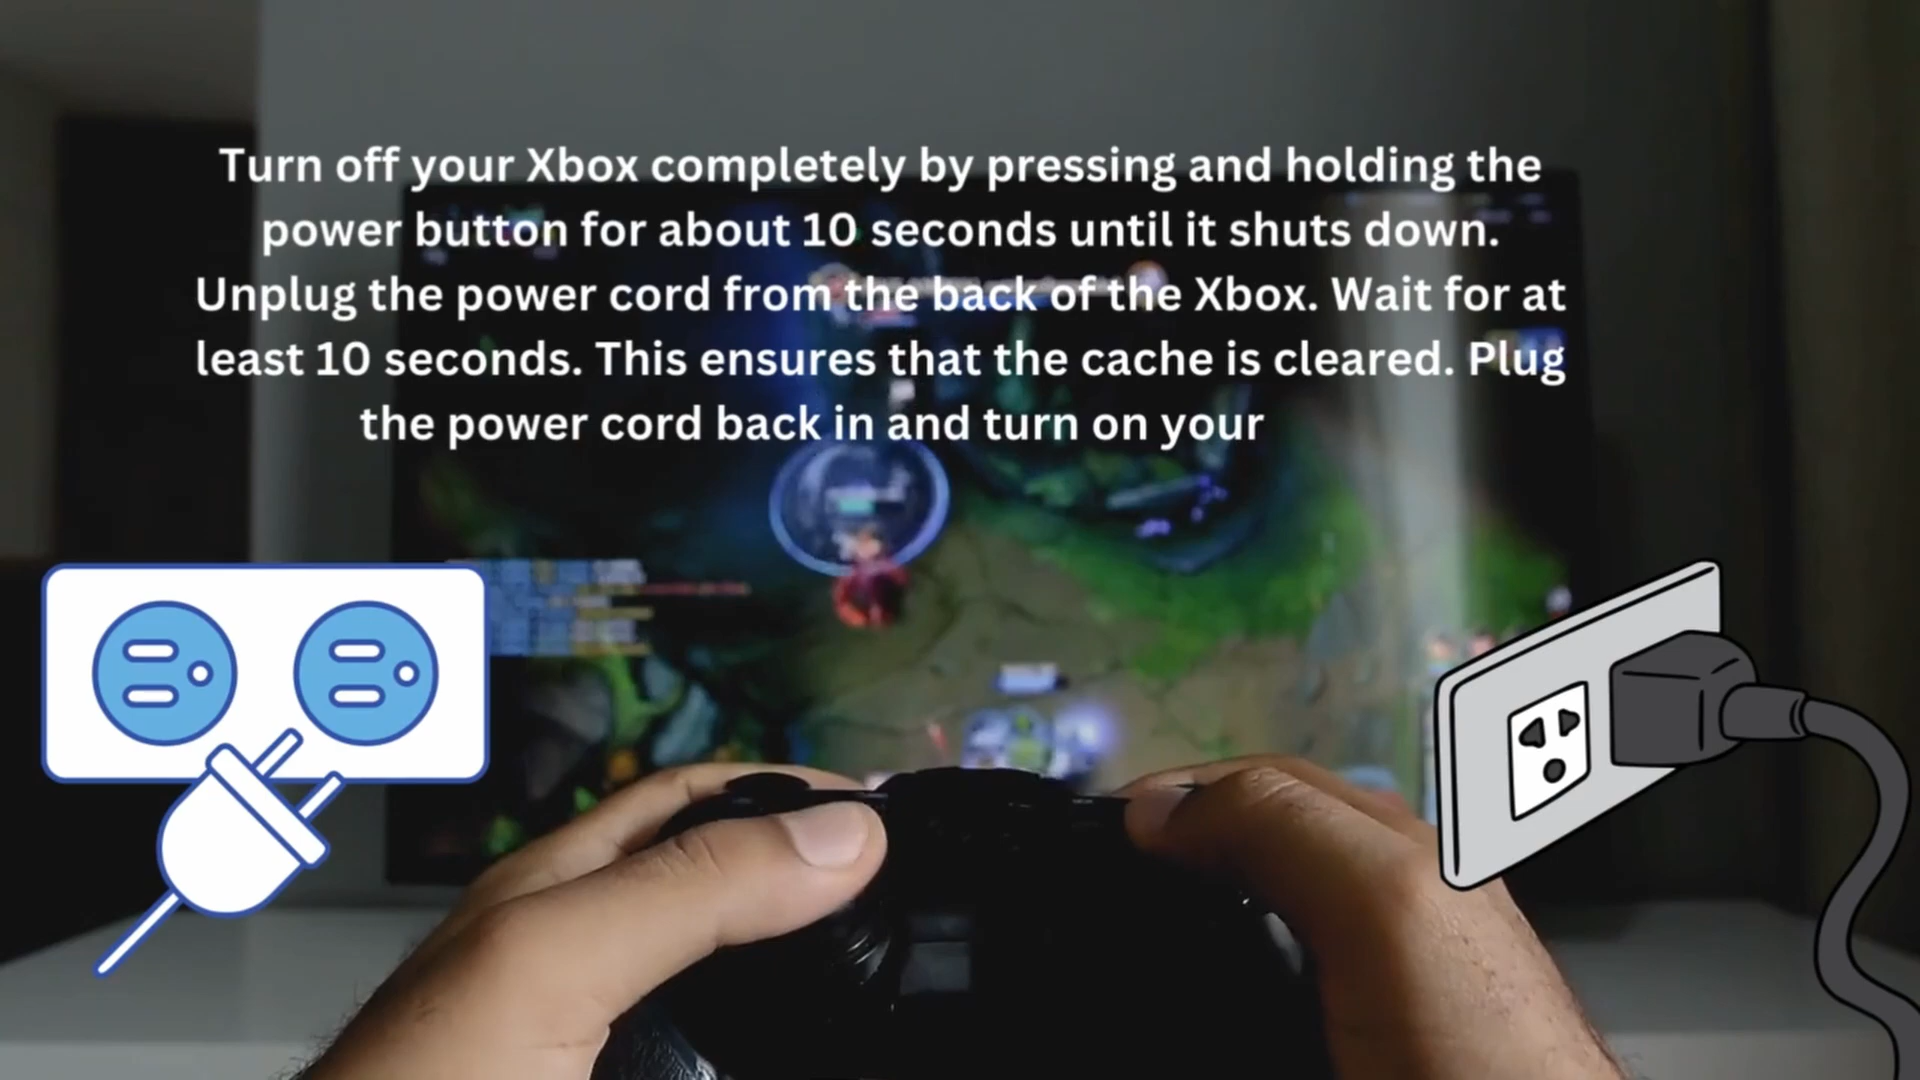 Turn off your Xbox completely by pressing and holding the
power button for about 10 seconds until it shuts down.
Unplug the power cord from the back of the Xbox. Wait for at
least 10 seconds. This ensures that the cache is cleared. Plug
the power cord back in and turn on your